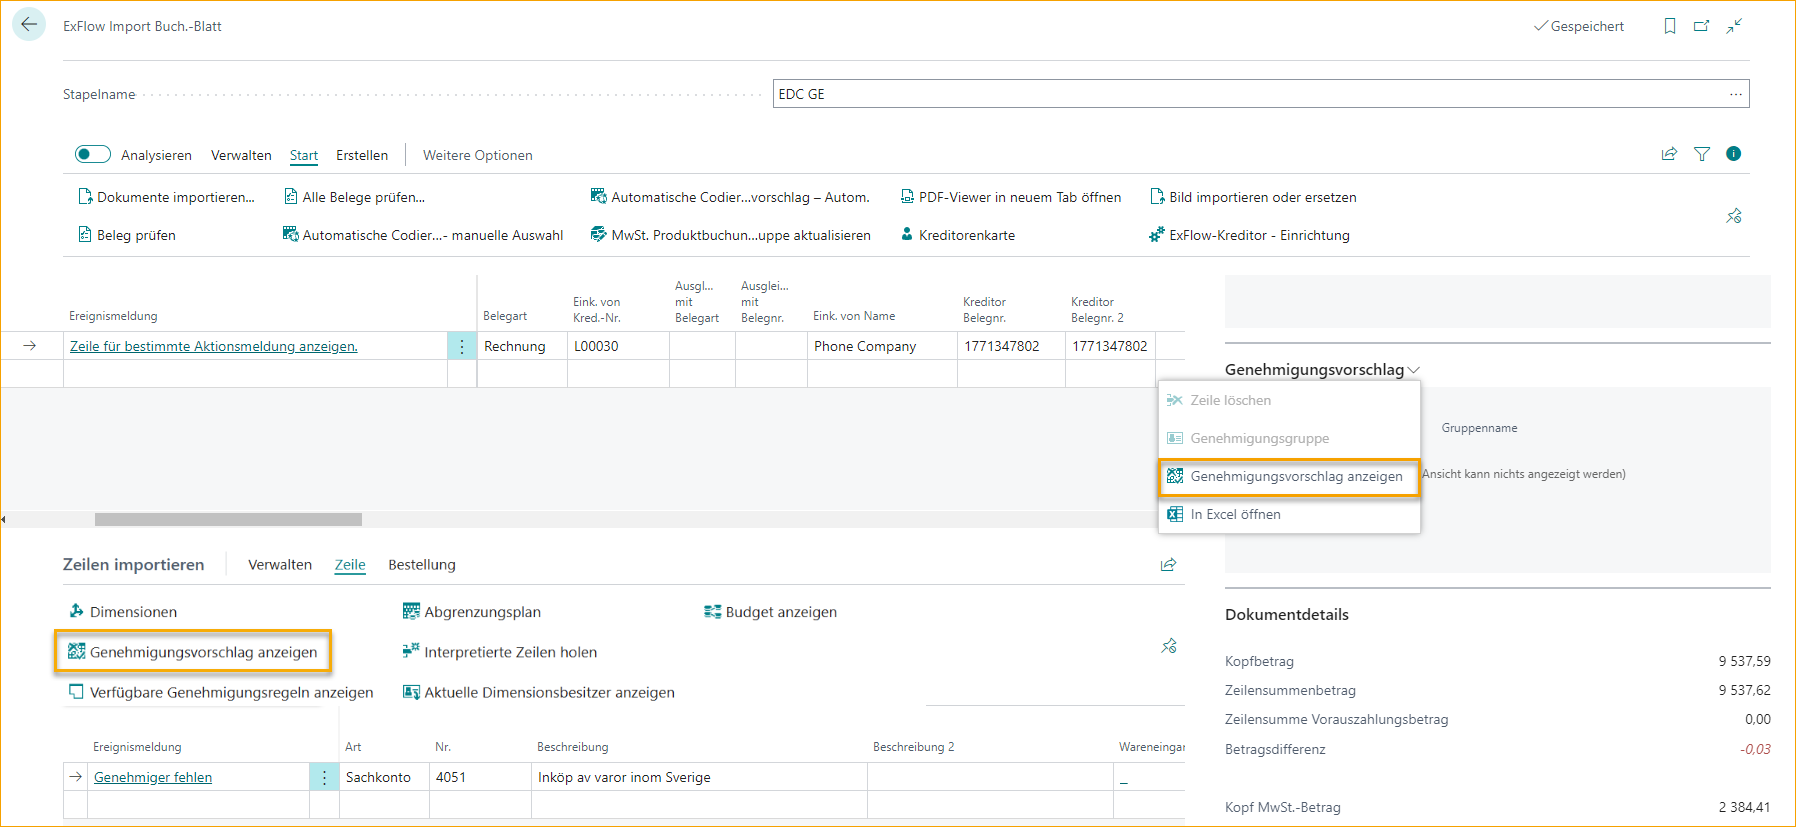 ExFlow Import Buch.-Blatt
Gespeichert
Stapelname
EDC GE
...
Analysieren Verwalten Start Erstellen Weitere Optionen
Dokumente importieren... Alle Belege prüfen... Automatische Codier...vorschlag – Autom. PDF-Viewer in neuem Tab öffnen Bild importieren oder ersetzen
Beleg prüfen Automatische Codier...- manuelle Auswahl MwSt. Produktbuchun...uppe aktualisieren Kreditorenkarte ExFlow-Kreditor - Einrichtung
Ereignismeldung
Belegart
Eink. von
Kred.-Nr.
Ausgl...
mit
Belegart
Ausglei...
mit
Belegnr.
Eink. von Name
Kreditor
Belegnr.
Kreditor
Belegnr. 2
Zeile für bestimmte Aktionsmeldung anzeigen. Rechnung L00030 Phone Company 1771347802 1771347802
Genehmigungsvorschlag
Zeile löschen
Genehmigungsgruppe
Genehmigungsvorschlag anzeigen
In Excel öffnen
Gruppenname
Ansicht kann nichts angezeigt werden)
Zeilen importieren Verwalten Zeile Bestellung
Dimensionen Abgrenzungsplan Budget anzeigen
Genehmigungsvorschlag anzeigen Interpretierte Zeilen holen
Verfügbare Genehmigungsregeln anzeigen Aktuelle Dimensionsbesitzer anzeigen
Ereignismeldung Art Nr. Beschreibung Beschreibung 2 Wareneingar
Genehmiger fehlen Sachkonto 4051 Inköp av varor inom Sverige _
Dokumentdetails
Kopfbetrag 9 537,59
Zeilensummenbetrag 9 537,62
Zeilensumme Vorauszahlungsbetrag 0,00
Betragsdifferenz -0,03
Kopf MwSt.-Betrag 2 384,41